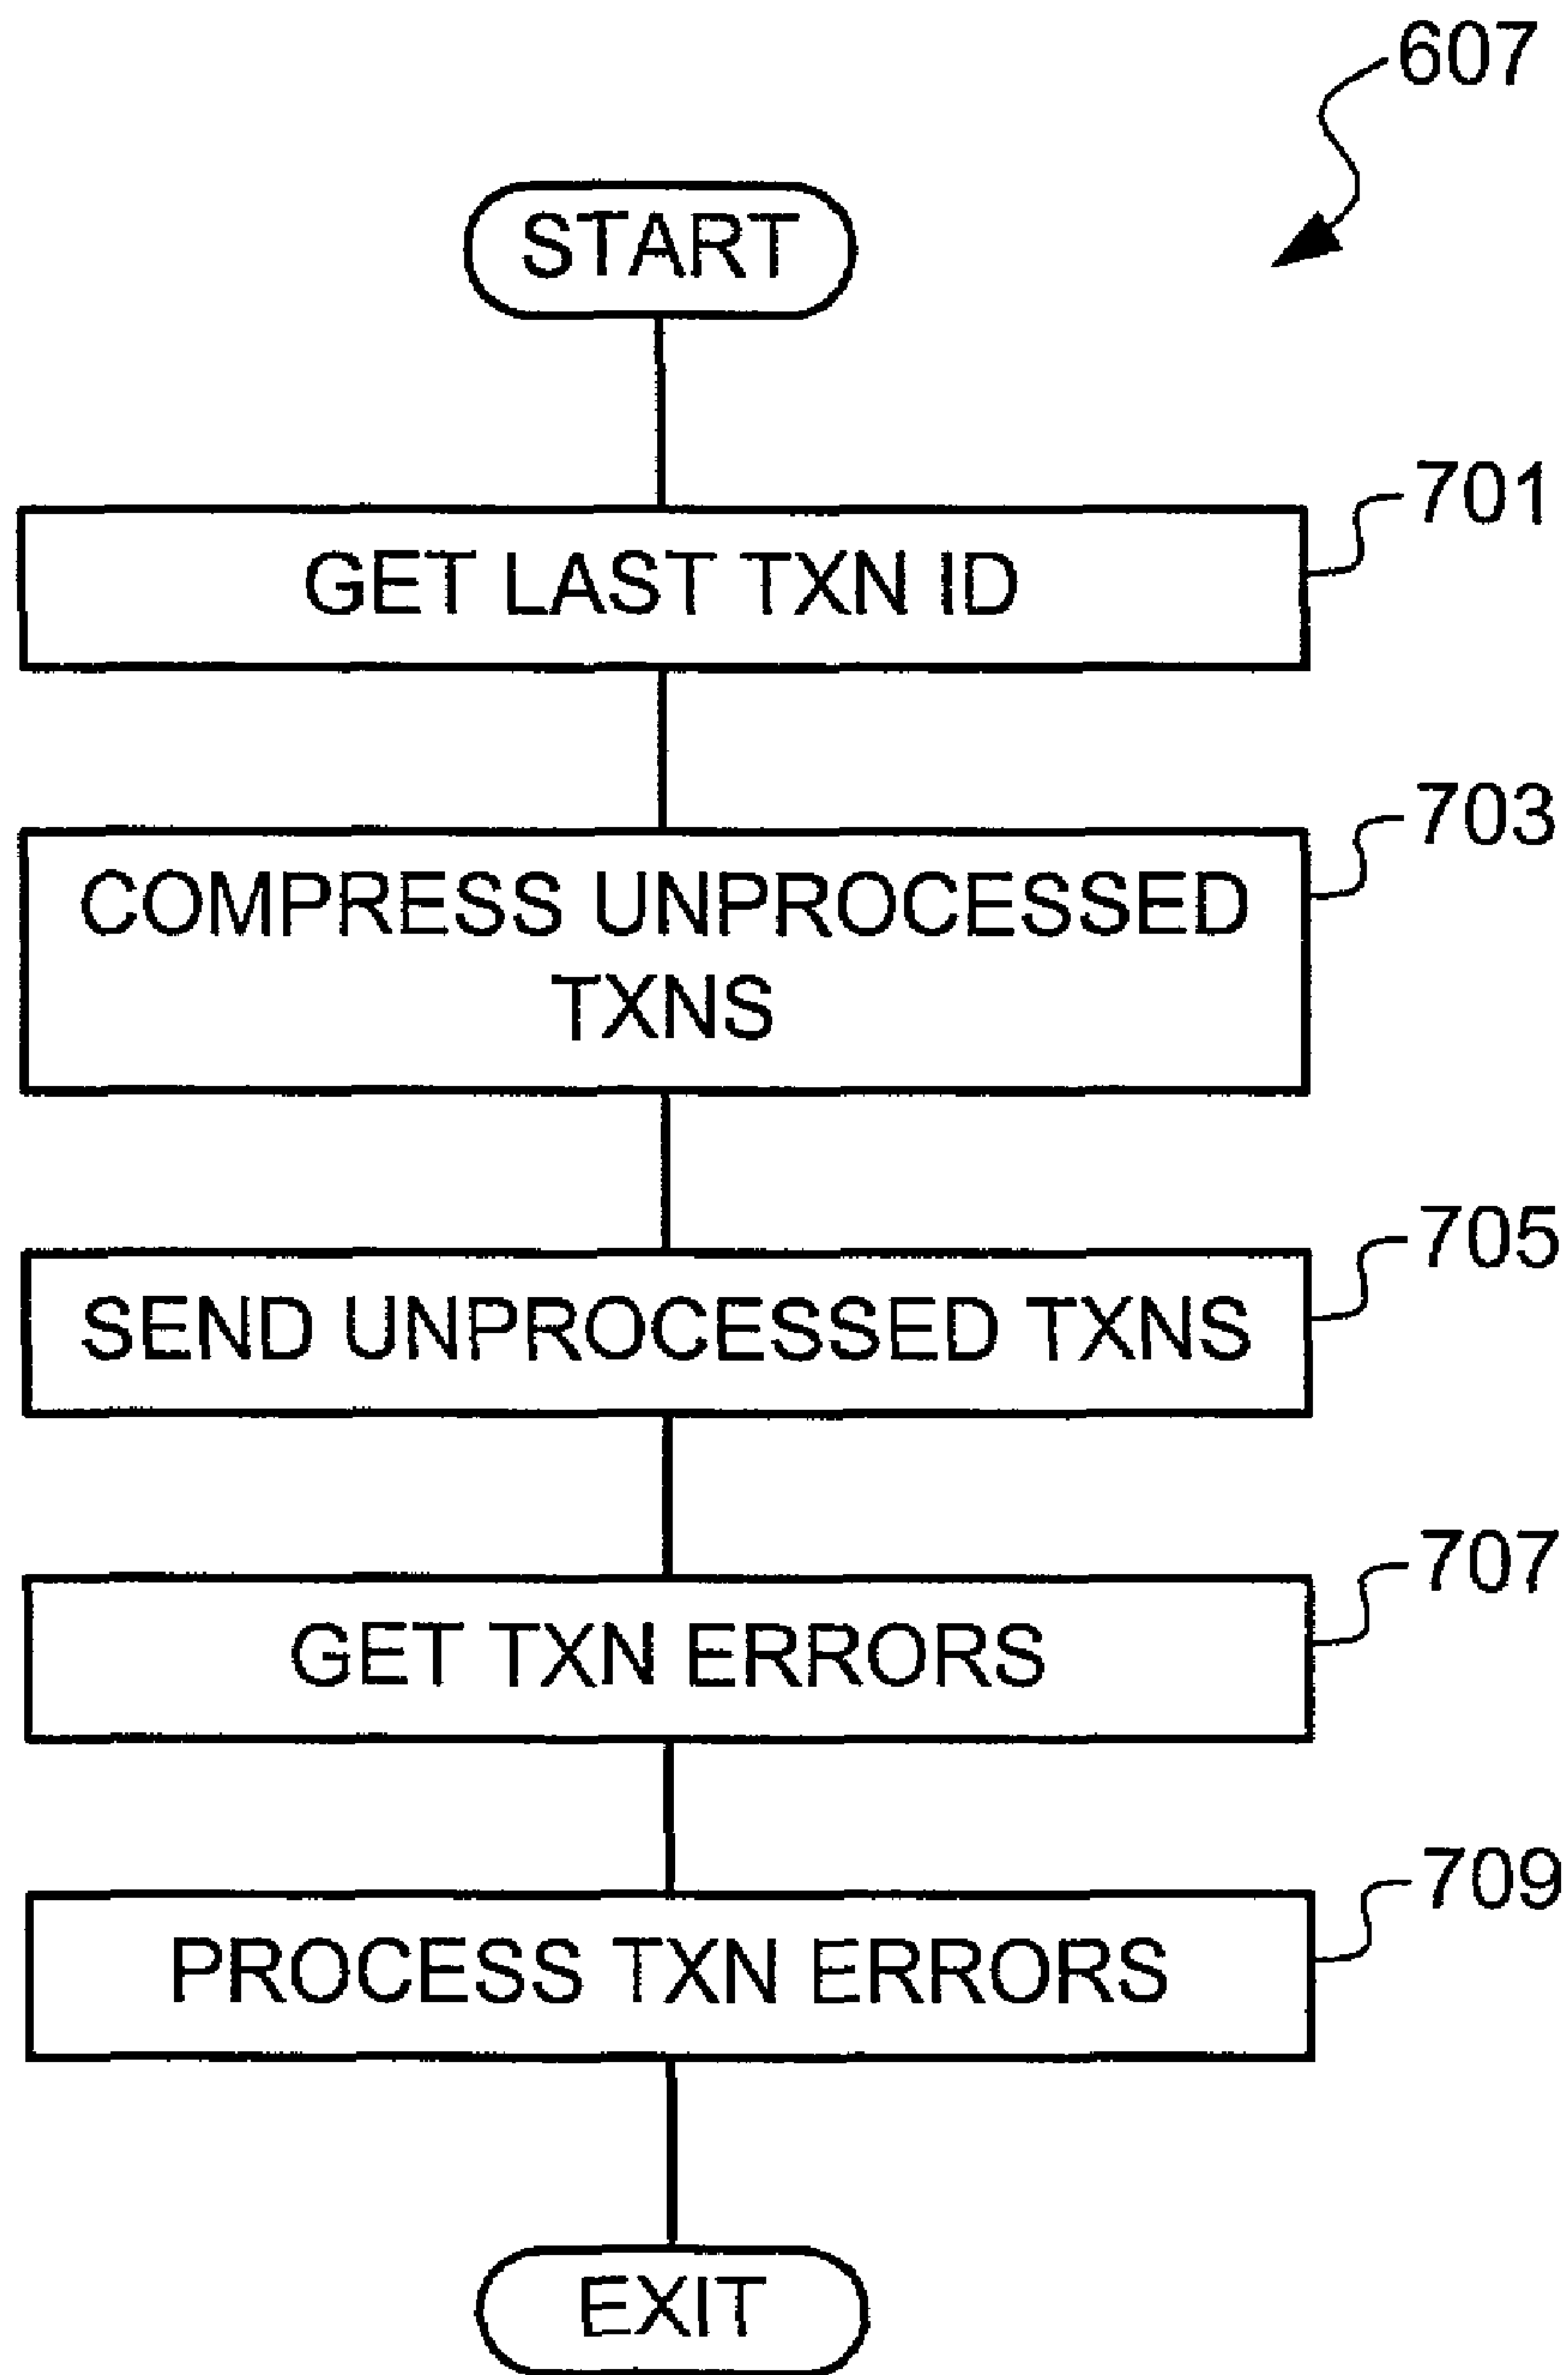 607
START
701
GET LAST TXN ID
703
COMPRESS UNPROCESSED
TXNS
705
SEND UNPROCESSED TXNS
707
GET TXN ERRORS
709
PROCESS TXN ERRORS
EXIT